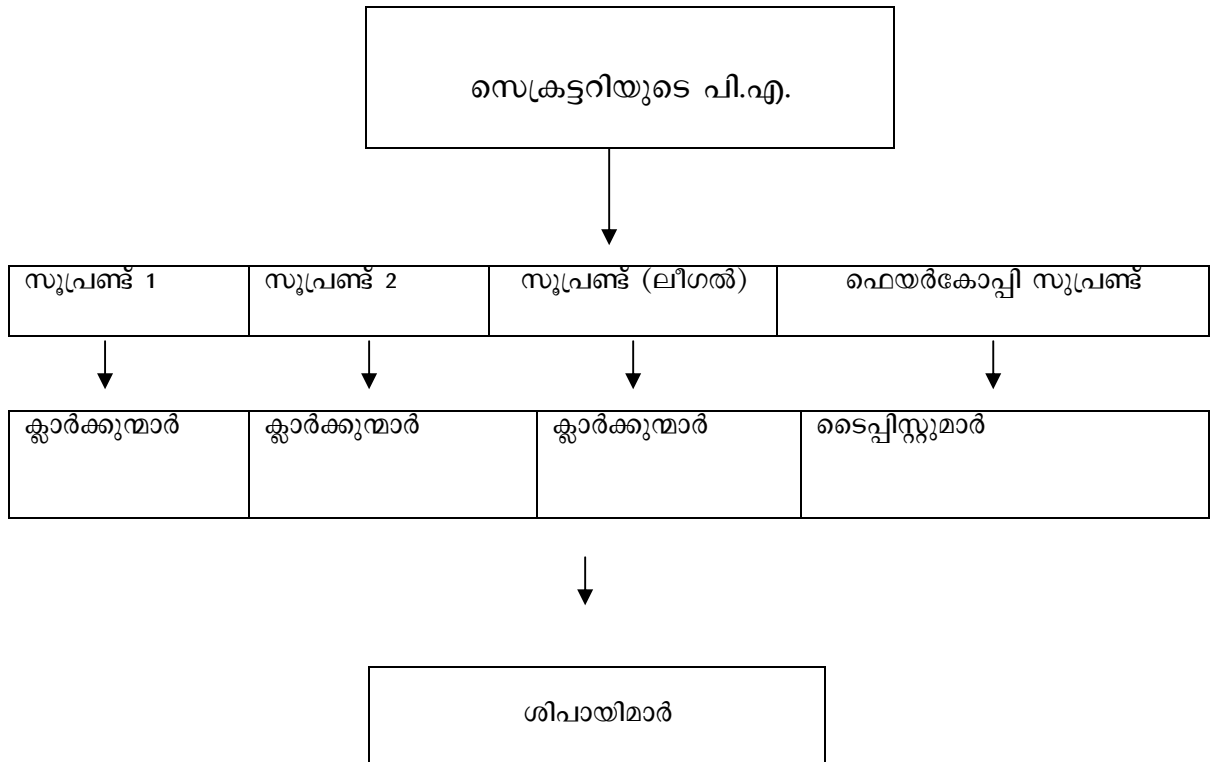 സെക്രട്ടറിയുടെ പി.എ.
സൂപ്രണ്ട് 1 സൂപ്രണ്ട് 2 സൂപ്രണ്ട് (ലീഗൽ) ഫെയർകോപ്പി സുപ്രണ്ട്
ക്ലാർക്കുന്മാർ ക്ലാർക്കുന്മാർ ക്ലാർക്കുന്മാർ ടൈപ്പിസ്റ്റുമാർ
ശിപായിമാർ